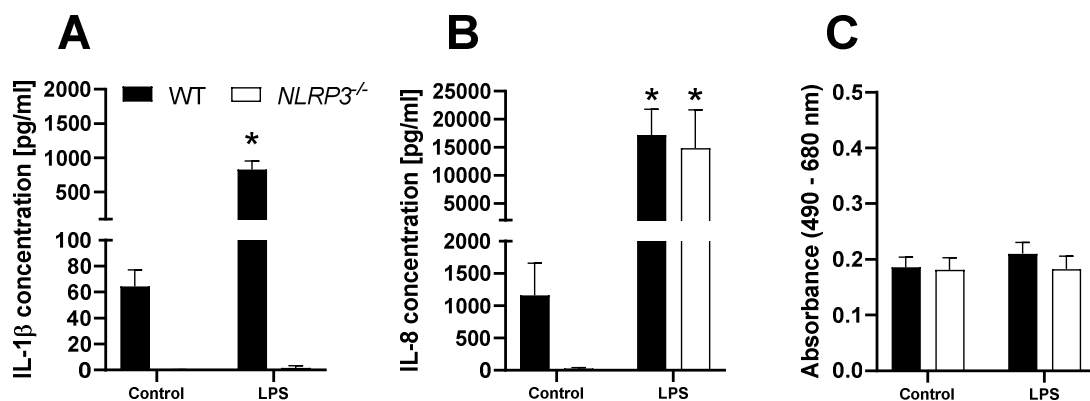 A
B
C
IL-1β concentration [pg/ml]
2000
1500
1000
500
100
80
60
40
20
0
WT
NLRP3-/-
*
Control
LPS
IL-8 concentration [pg/ml]
25000
20000
15000
10000
5000
2000
1500
1000
500
0
* *
Control
LPS
Absorbance (490 - 680 nm)
0.5
0.4
0.3
0.2
0.1
0.0
Control
LPS